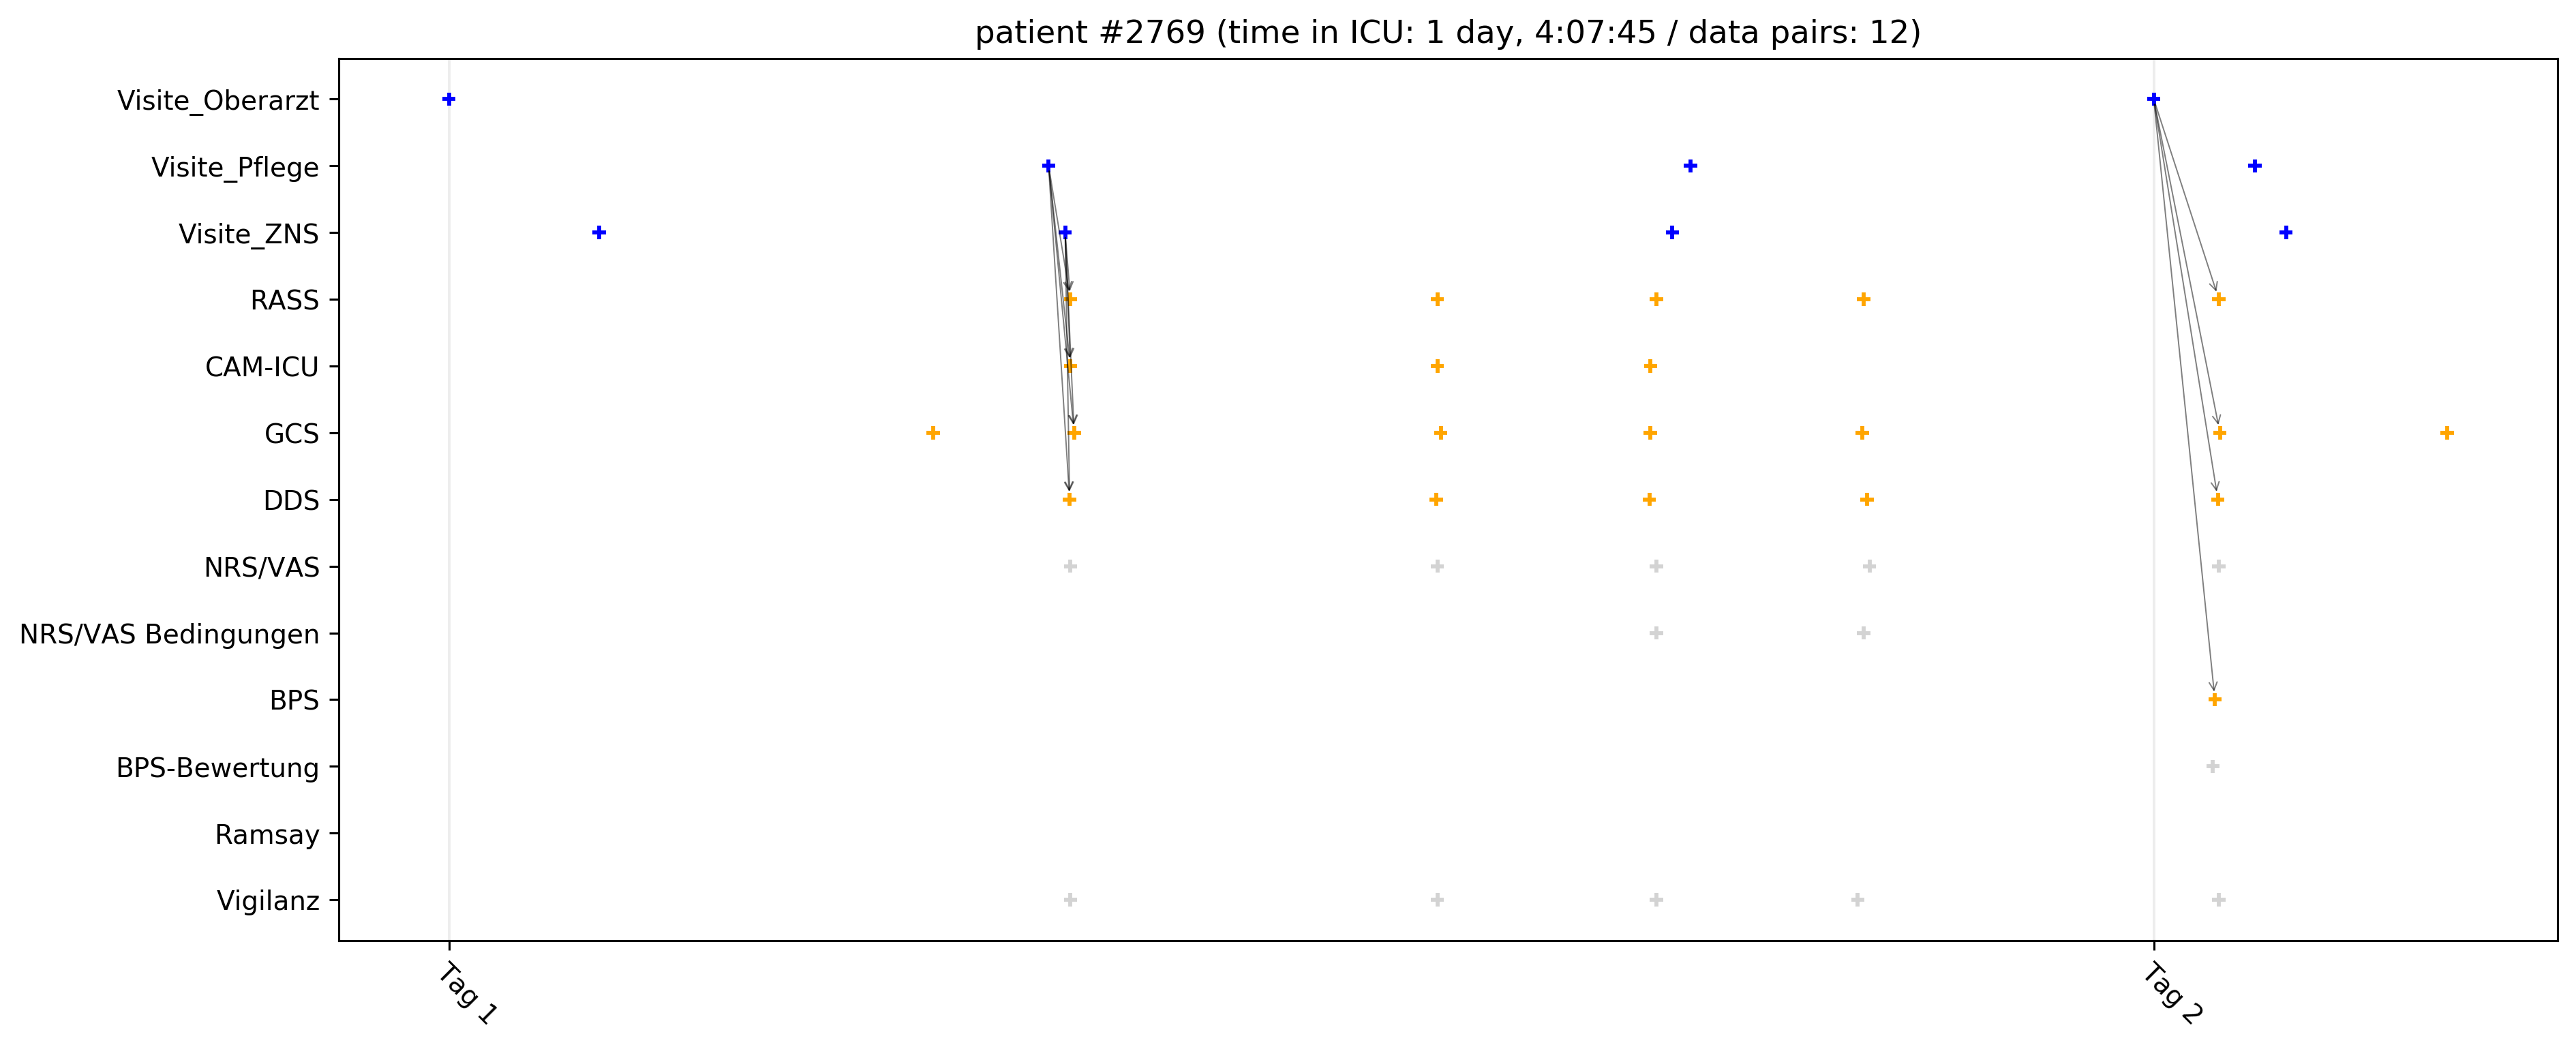 patient #2769 (time in ICU: 1 day, 4:07:45 / data pairs: 12)
Visite_Oberarzt
Visite_Pflege
Visite_ZNS
RASS
CAM-ICU
GCS
DDS
NRS/VAS
NRS/VAS Bedingungen
BPS
BPS-Bewertung
Ramsay
Vigilanz
Tag 1
Tag 2